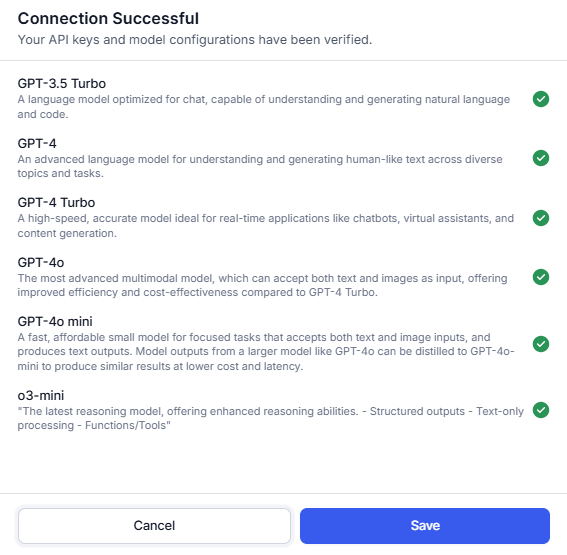 Connection Successful
Your API keys and model configurations have been verified.
GPT-3.5 Turbo
A language model optimized for chat, capable of understanding and generating natural language
and code.
GPT-4
An advanced language model for understanding and generating human-like text across diverse
topics and tasks.
GPT-4 Turbo
A high-speed, accurate model ideal for real-time applications like chatbots, virtual assistants, and
content generation.
GPT-4o
The most advanced multimodal model, which can accept both text and images as input, offering
improved efficiency and cost-effectiveness compared to GPT-4 Turbo.
GPT-4o mini
A fast, affordable small model for focused tasks that accepts both text and image inputs, and
produces text outputs. Model outputs from a larger model like GPT-4o can be distilled to GPT-4o-
mini to produce similar results at lower cost and latency.
o3-mini
"The latest reasoning model, offering enhanced reasoning abilities. - Structured outputs - Text-only
processing - Functions/Tools"
Cancel
Save